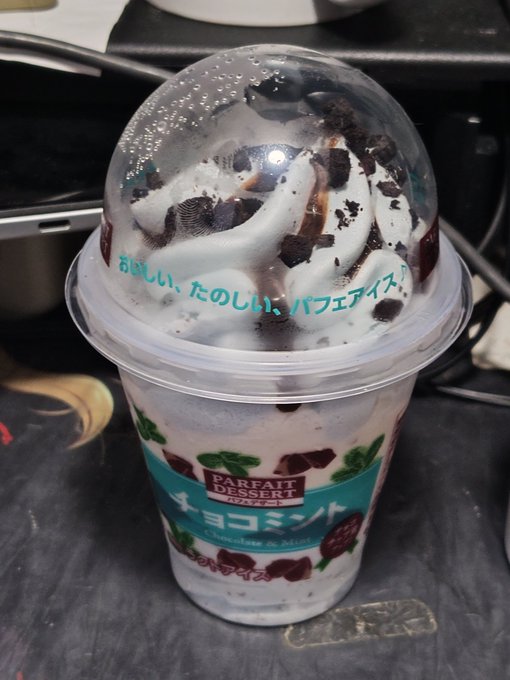 おいしい、たのしい、パフェアイス♪
PARFAIT
DESSERT
パフェデザート
チョコミント
Chocolate & Mint